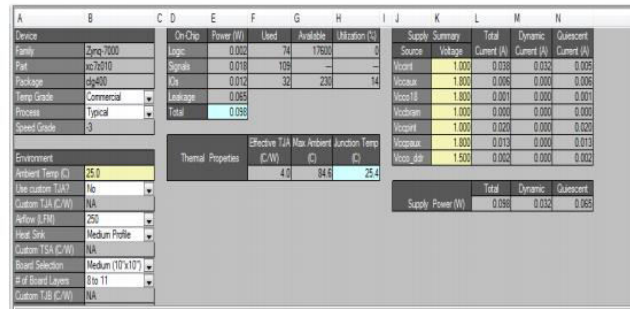 A B C D E F G H I J K L M N
Device
Family Zynq-7000
Part xc7z010
Package clg400
Temp Grade Commercial
Process Typical
Speed Grade -3
Environment
Ambient Temp (C) 25.0
Use custom TJA? No
Custom TJA (C/W) NA
Airflow (LFM) 250
Heat Sink Medium Profile
Custom TSA (C/W) NA
Board Selection Medium (10"x10")
# of Board Layers 8 to 11
Custom TJB (C/W) NA
On-Chip Power (W) Used Available Utilization (%)
Logic 0.002 74 17600 0
Signals 0.018 109 --- ---
IOs 0.012 32 230 14
Leakage 0.065
Total 0.098
Effective TJA Max Ambient Junction Temp
Thermal Properties (C/W) (C) (C)
4.0 84.6 25.4
Supply Summary Total Dynamic Quiescent
Source Voltage Current (A) Current (A) Current (A)
Vccint 1.000 0.038 0.032 0.005
Vccaux 1.800 0.006 0.000 0.006
Vcco18 1.800 0.001 0.000 0.001
Vccbram 1.000 0.000 0.000 0.000
Vccpint 1.000 0.020 0.000 0.020
Vccpaux 1.800 0.013 0.000 0.013
Vcco_ddr 1.500 0.002 0.000 0.002
Total Dynamic Quiescent
Supply Power (W) 0.098 0.032 0.065